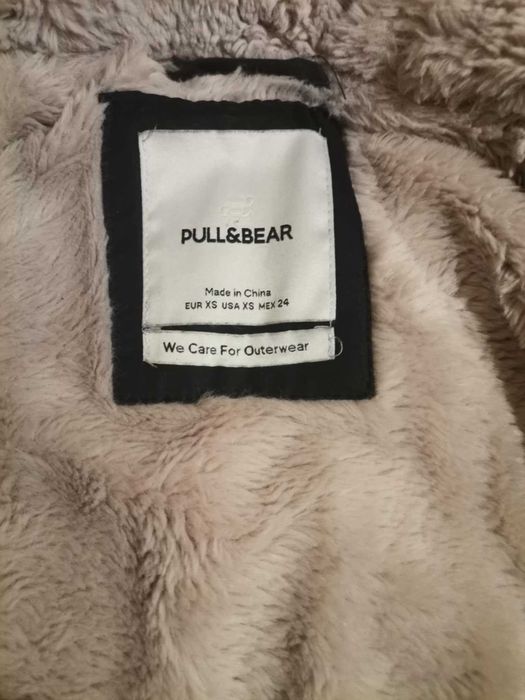 PULL&BEAR
Made in China
EUR XS USA XS MEX 24
We Care For Outerwear